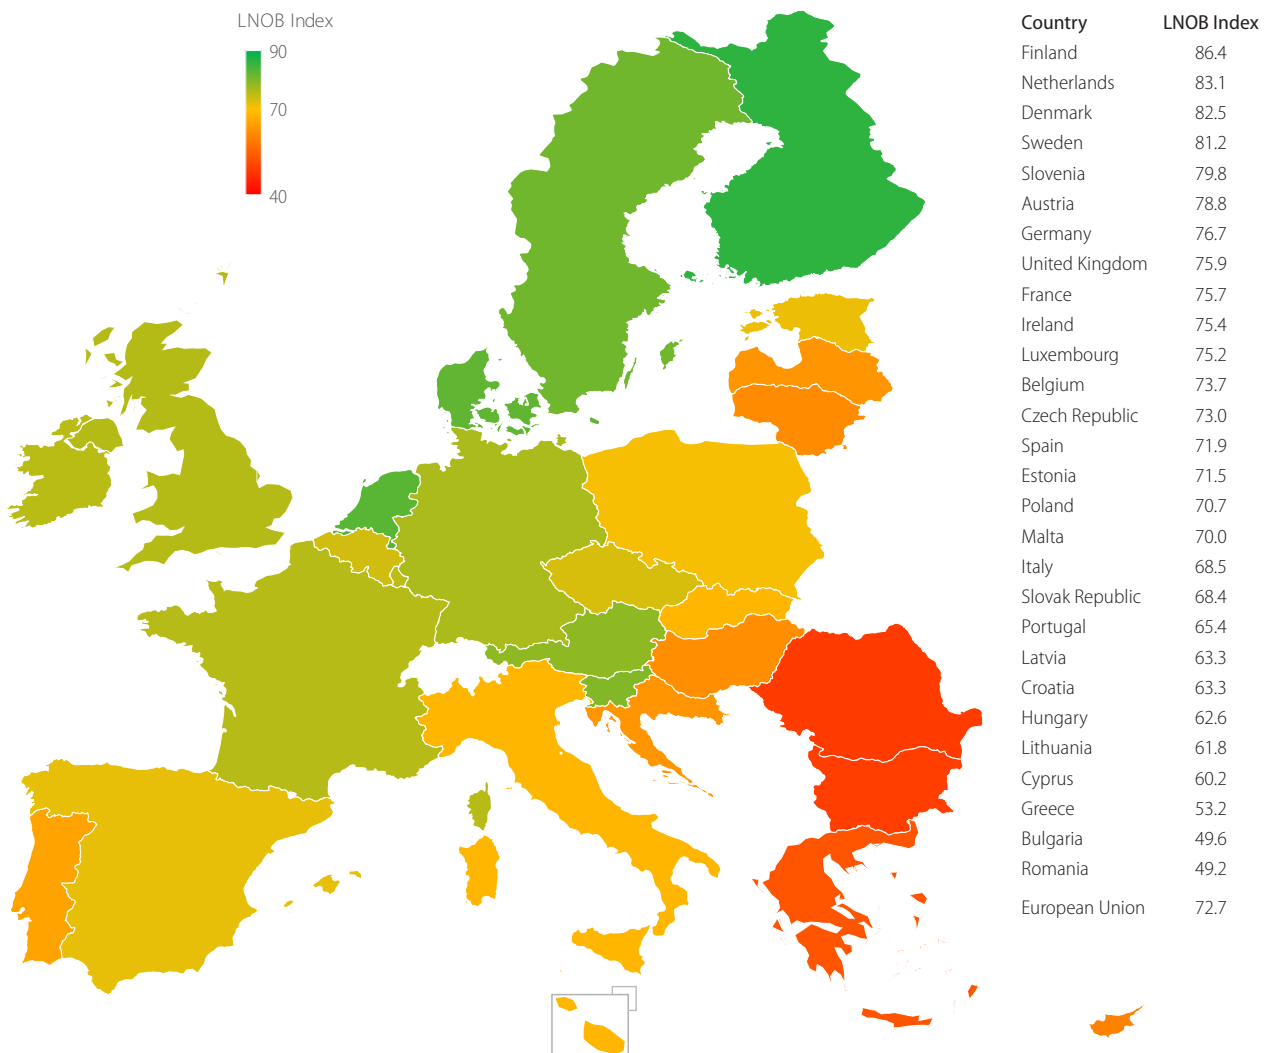 LNOB Index
90
70
40
Country LNOB Index
Finland 86.4
Netherlands 83.1
Denmark 82.5
Sweden 81.2
Slovenia 79.8
Austria 78.8
Germany 76.7
United Kingdom 75.9
France 75.7
Ireland 75.4
Luxembourg 75.2
Belgium 73.7
Czech Republic 73.0
Spain 71.9
Estonia 71.5
Poland 70.7
Malta 70.0
Italy 68.5
Slovak Republic 68.4
Portugal 65.4
Latvia 63.3
Croatia 63.3
Hungary 62.6
Lithuania 61.8
Cyprus 60.2
Greece 53.2
Bulgaria 49.6
Romania 49.2
European Union 72.7